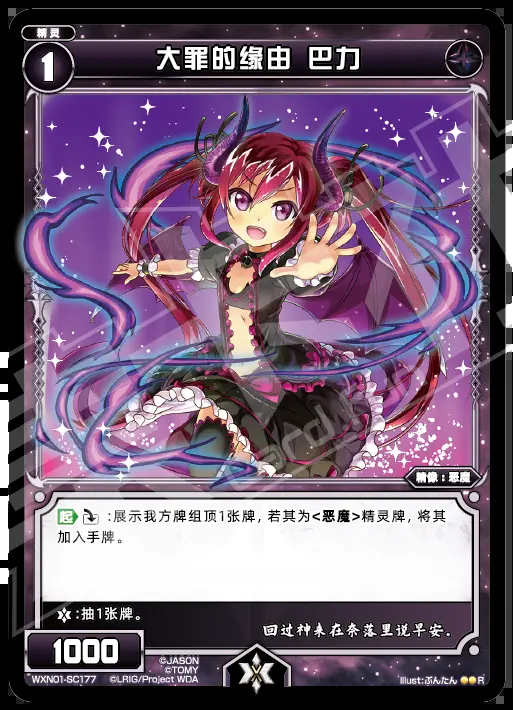 精灵
1
大罪的缘由 巴力
精像：恶魔
起 :展示我方牌组顶1张牌, 若其为<恶魔>精灵牌, 将其
加入手牌。
:抽1张牌。
回过神来在奈落里说早安。
1000
©JASON
©TOMY
WXN01-SC177 ©LRIG/Project WDA
Illust:ぶんたん R